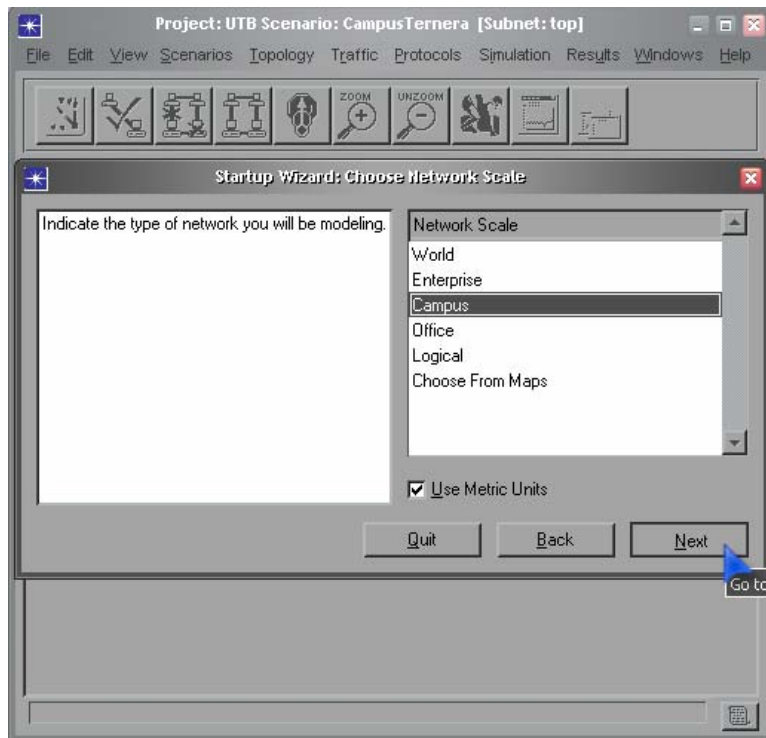 Project: UTB Scenario: CampusTernera [Subnet: top]
File Edit View Scenarios Topology Traffic Protocols Simulation Results Windows Help
ZOOM UNZOOM
Startup Wizard: Choose Network Scale
Indicate the type of network you will be modeling.
Network Scale
World
Enterprise
Campus
Office
Logical
Choose From Maps
Use Metric Units
Quit Back Next
Go to